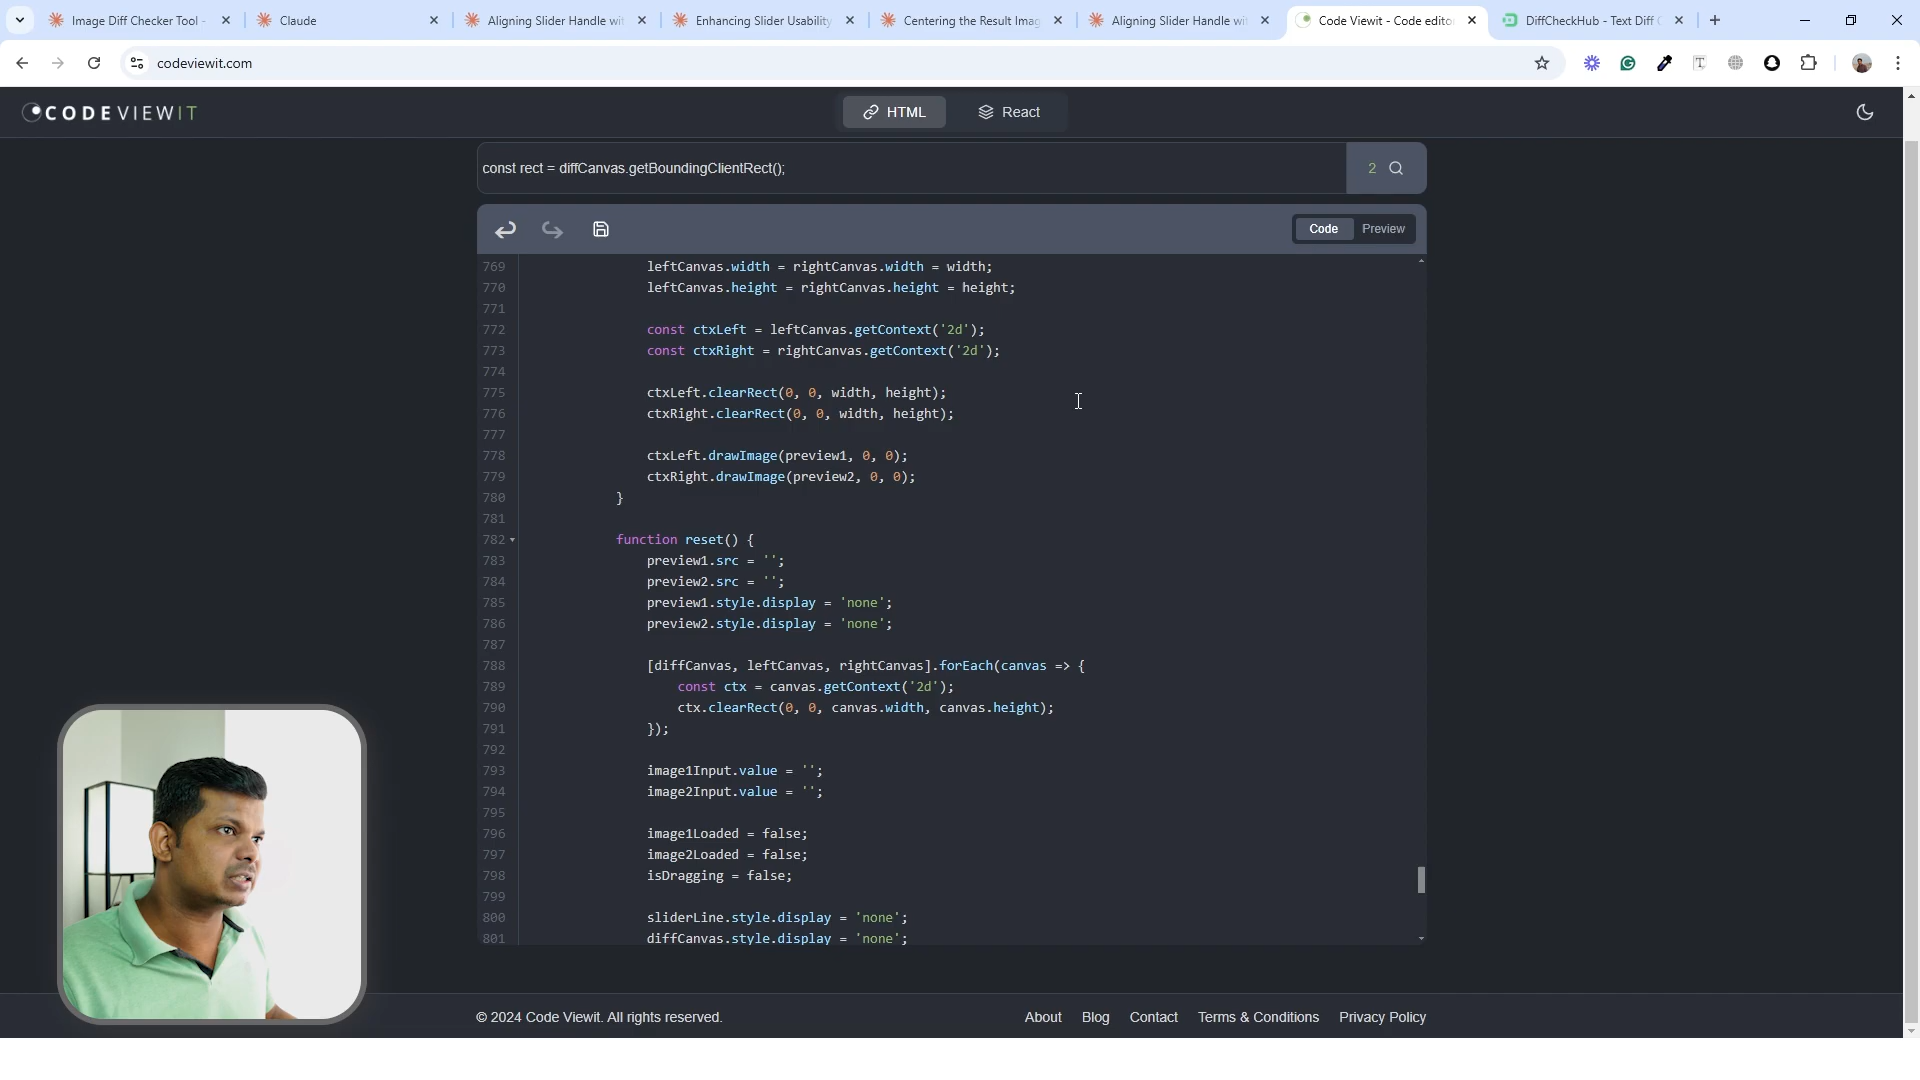 Image Diff Checker Tool -
Claude
Aligning Slider Handle wit
Enhancing Slider Usability
Centering the Result Imag
Aligning Slider Handle wit
Code Viewit - Code edito
DiffCheckHub - Text Diff C
codeviewit.com
CODEVIEWIT
HTML
React
const rect = diffCanvas.getBoundingClientRect();
2
Code
Preview
769 leftCanvas.width = rightCanvas.width = width;
770 leftCanvas.height = rightCanvas.height = height;
771
772 const ctxLeft = leftCanvas.getContext('2d');
773 const ctxRight = rightCanvas.getContext('2d');
774
775 ctxLeft.clearRect(0, 0, width, height);
776 ctxRight.clearRect(0, 0, width, height);
777
778 ctxLeft.drawImage(preview1, 0, 0);
779 ctxRight.drawImage(preview2, 0, 0);
780 }
781
782 function reset() {
783 preview1.src = '';
784 preview2.src = '';
785 preview1.style.display = 'none';
786 preview2.style.display = 'none';
787
788 [diffCanvas, leftCanvas, rightCanvas].forEach(canvas => {
789 const ctx = canvas.getContext('2d');
790 ctx.clearRect(0, 0, canvas.width, canvas.height);
791 });
792
793 image1Input.value = '';
794 image2Input.value = '';
795
796 image1Loaded = false;
797 image2Loaded = false;
798 isDragging = false;
799
800 sliderLine.style.display = 'none';
801 diffCanvas.style.display = 'none';
© 2024 Code Viewit. All rights reserved.
About
Blog
Contact
Terms & Conditions
Privacy Policy